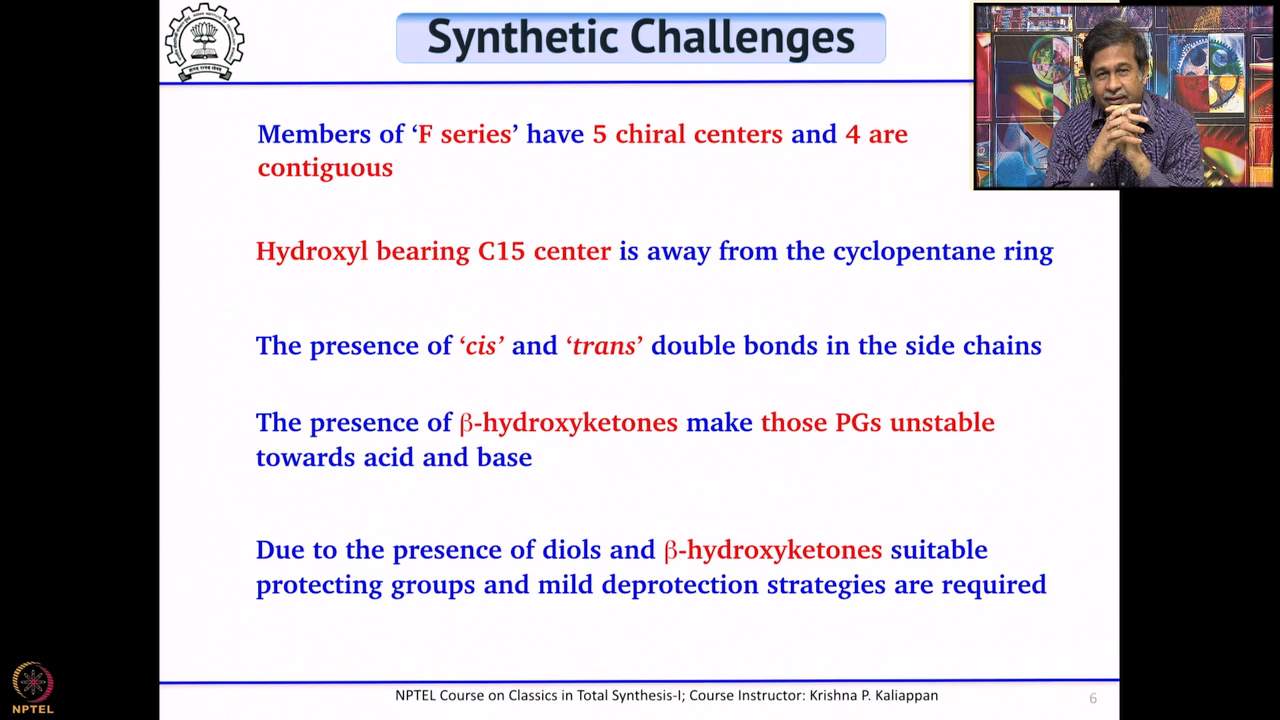 Synthetic Challenges
Members of ‘F series’ have 5 chiral centers and 4 are
contiguous
Hydroxyl bearing C15 center is away from the cyclopentane ring
The presence of ‘cis’ and ‘trans’ double bonds in the side chains
The presence of β-hydroxyketones make those PGs unstable
towards acid and base
Due to the presence of diols and β-hydroxyketones suitable
protecting groups and mild deprotection strategies are required
NPTEL Course on Classics in Total Synthesis-I; Course Instructor: Krishna P. Kaliappan
6
NPTEL